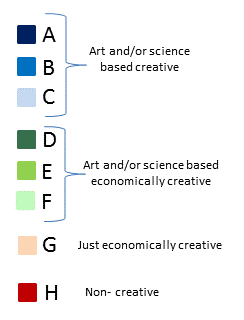 A
B
C
Art and/or science
based creative
D
E
F
Art and/or science based
economically creative
G
Just economically creative
H
Non- creative